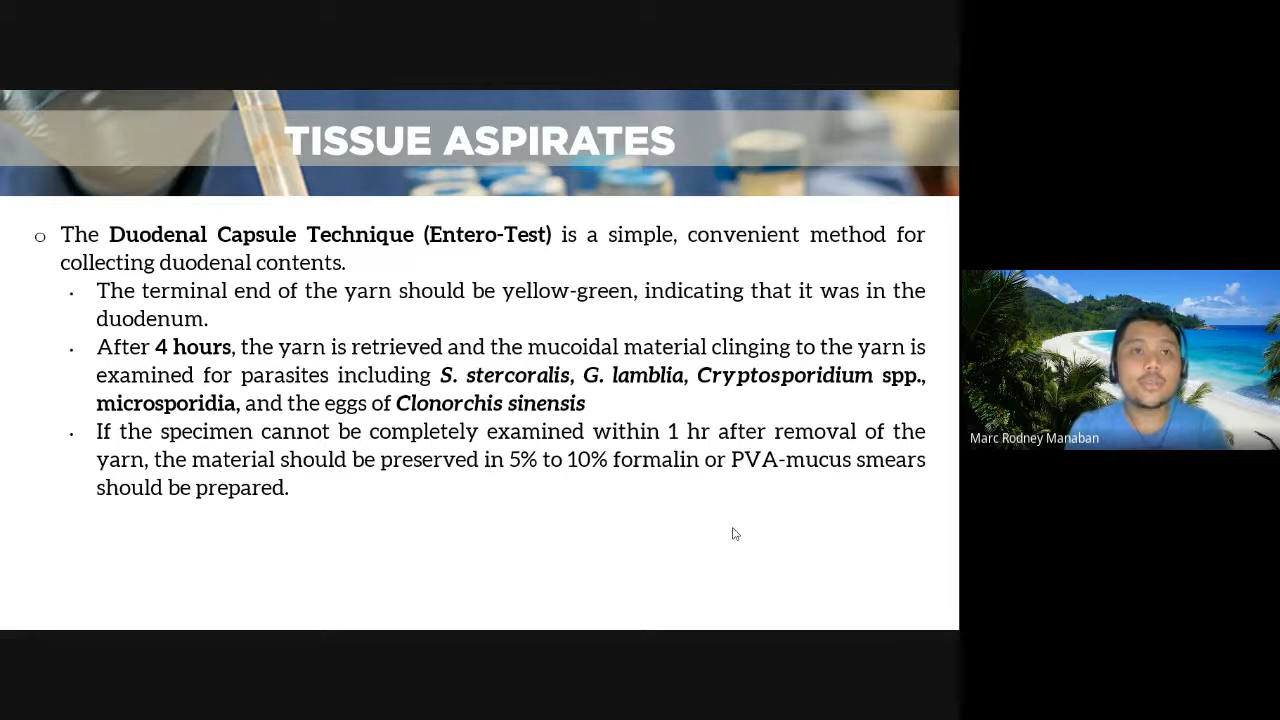 TISSUE ASPIRATES
o The Duodenal Capsule Technique (Entero-Test) is a simple, convenient method for
collecting duodenal contents.
• The terminal end of the yarn should be yellow-green, indicating that it was in the
duodenum.
• After 4 hours, the yarn is retrieved and the mucoidal material clinging to the yarn is
examined for parasites including S. stercoralis, G. lamblia, Cryptosporidium spp.,
microsporidia, and the eggs of Clonorchis sinensis
• If the specimen cannot be completely examined within 1 hr after removal of the
yarn, the material should be preserved in 5% to 10% formalin or PVA-mucus smears
should be prepared.
Marc Rodney Manaban